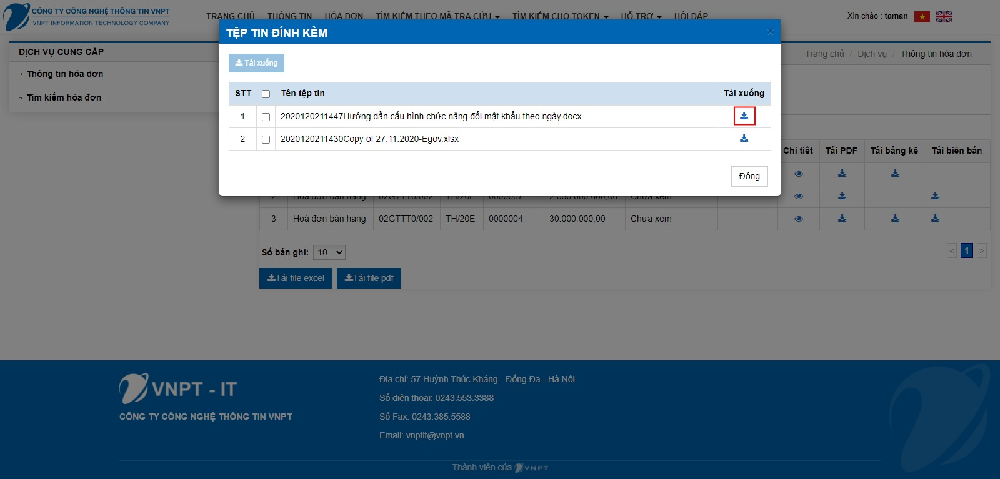 CÔNG TY CÔNG NGHỆ THÔNG TIN VNPT
VNPT INFORMATION TECHNOLOGY COMPANY
TRANG CHỦ THÔNG TIN HÓA ĐƠN TÌM KIẾM THEO MÃ TRA CỨU TÌM KIẾM CHO TOKEN HỖ TRỢ HỎI ĐÁP
Xin chào : taman
TỆP TIN ĐÍNH KÈM
×
DỊCH VỤ CUNG CẤP
Thông tin hóa đơn
Tìm kiếm hóa đơn
Trang chủ / Dịch vụ / Thông tin hóa đơn
Tải xuống
STT Tên tệp tin Tải xuống
1 2020120211447Hướng dẫn cấu hình chức năng đổi mật khẩu theo ngày.docx
2 2020120211430Copy of 27.11.2020-Egov.xlsx
Đóng
Chi tiết Tải PDF Tải bảng kê Tải biên bản
2 Hoá đơn bán hàng 02GTTT0/002 TH/20E 0000007 2.550.000.000,00 Chưa xem
3 Hoá đơn bán hàng 02GTTT0/002 TH/20E 0000004 30.000.000,00 Chưa xem
Số bản ghi: 10
< 1 >
Tải file excel Tải file pdf
VNPT - IT
CÔNG TY CÔNG NGHỆ THÔNG TIN VNPT
Địa chỉ: 57 Huỳnh Thúc Kháng - Đống Đa - Hà Nội
Số điện thoại: 0243.553.3388
Số Fax: 0243.385.5588
Email: vnptit@vnpt.vn
Thành viên của VNPT